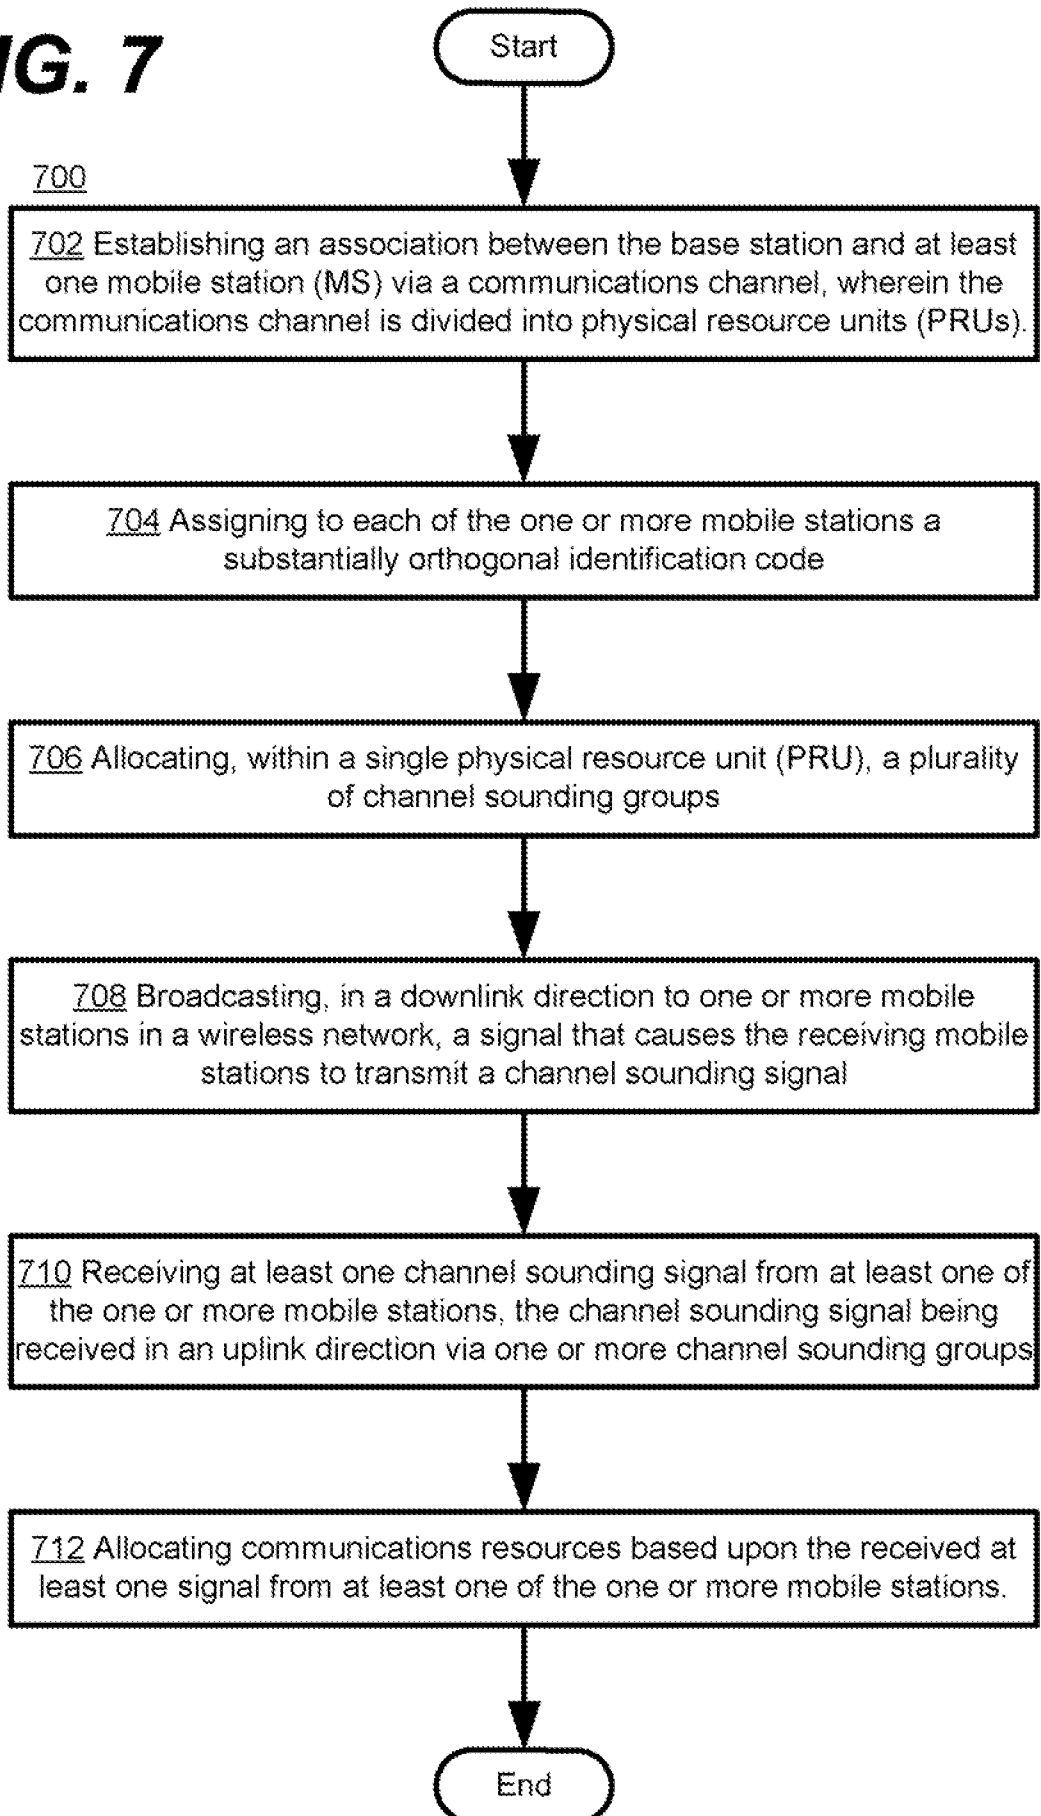 IG. 7
Start
700
702 Establishing an association between the base station and at least
one mobile station (MS) via a communications channel, wherein the
communications channel is divided into physical resource units (PRUs).
704 Assigning to each of the one or more mobile stations a
substantially orthogonal identification code
706 Allocating, within a single physical resource unit (PRU), a plurality
of channel sounding groups
708 Broadcasting, in a downlink direction to one or more mobile
stations in a wireless network, a signal that causes the receiving mobile
stations to transmit a channel sounding signal
710 Receiving at least one channel sounding signal from at least one of
the one or more mobile stations, the channel sounding signal being
received in an uplink direction via one or more channel sounding groups
712 Allocating communications resources based upon the received at
least one signal from at least one of the one or more mobile stations.
End